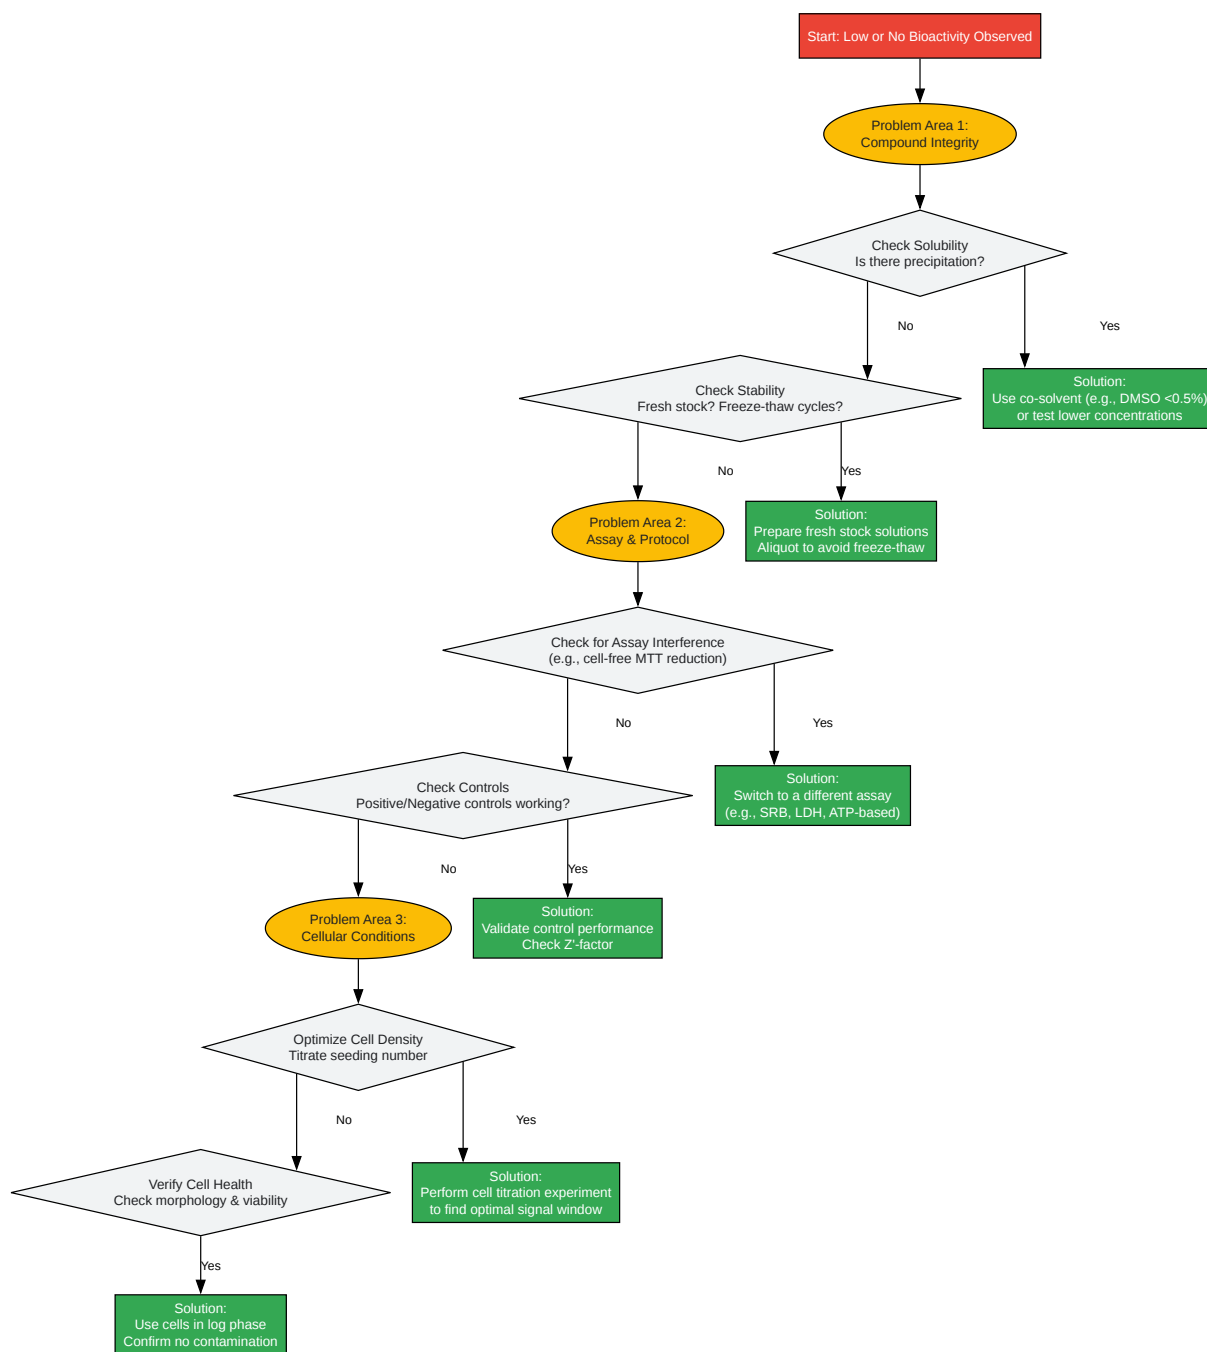 Start: Low or No Bioactivity Observed
Problem Area 1:
Compound Integrity
Check Solubility
Is there precipitation?
No
Yes
Check Stability
Fresh stock? Freeze-thaw cycles?
Solution:
Use co-solvent (e.g., DMSO <0.5%)
or test lower concentrations
No
Yes
Problem Area 2:
Assay & Protocol
Solution:
Prepare fresh stock solutions
Aliquot to avoid freeze-thaw
Check for Assay Interference
(e.g., cell-free MTT reduction)
No
Yes
Check Controls
Positive/Negative controls working?
Solution:
Switch to a different assay
(e.g., SRB, LDH, ATP-based)
No
Yes
Problem Area 3:
Cellular Conditions
Solution:
Validate control performance
Check Z'-factor
Optimize Cell Density
Titrate seeding number
No
Yes
Verify Cell Health
Check morphology & viability
Solution:
Perform cell titration experiment
to find optimal signal window
Yes
Solution:
Use cells in log phase
Confirm no contamination